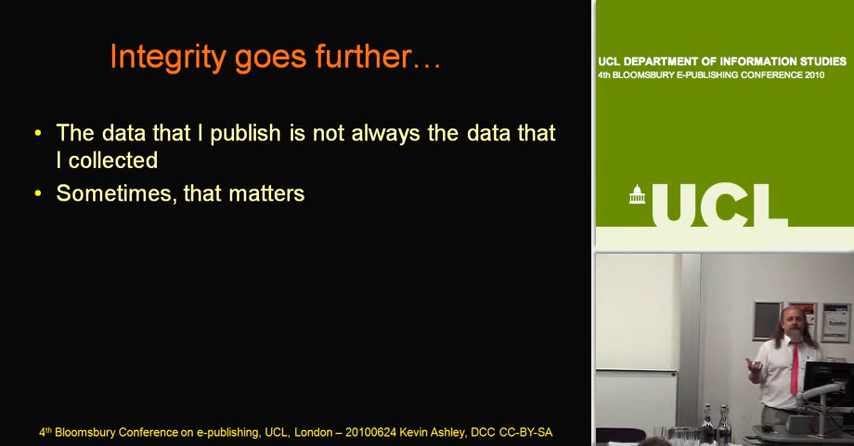 Integrity goes further…
• The data that I publish is not always the data that
I collected
• Sometimes, that matters
4th Bloomsbury Conference on e-publishing, UCL, London – 20100624 Kevin Ashley, DCC CC-BY-SA
UCL DEPARTMENT OF INFORMATION STUDIES
4th BLOOMSBURY E-PUBLISHING CONFERENCE 2010
UCL